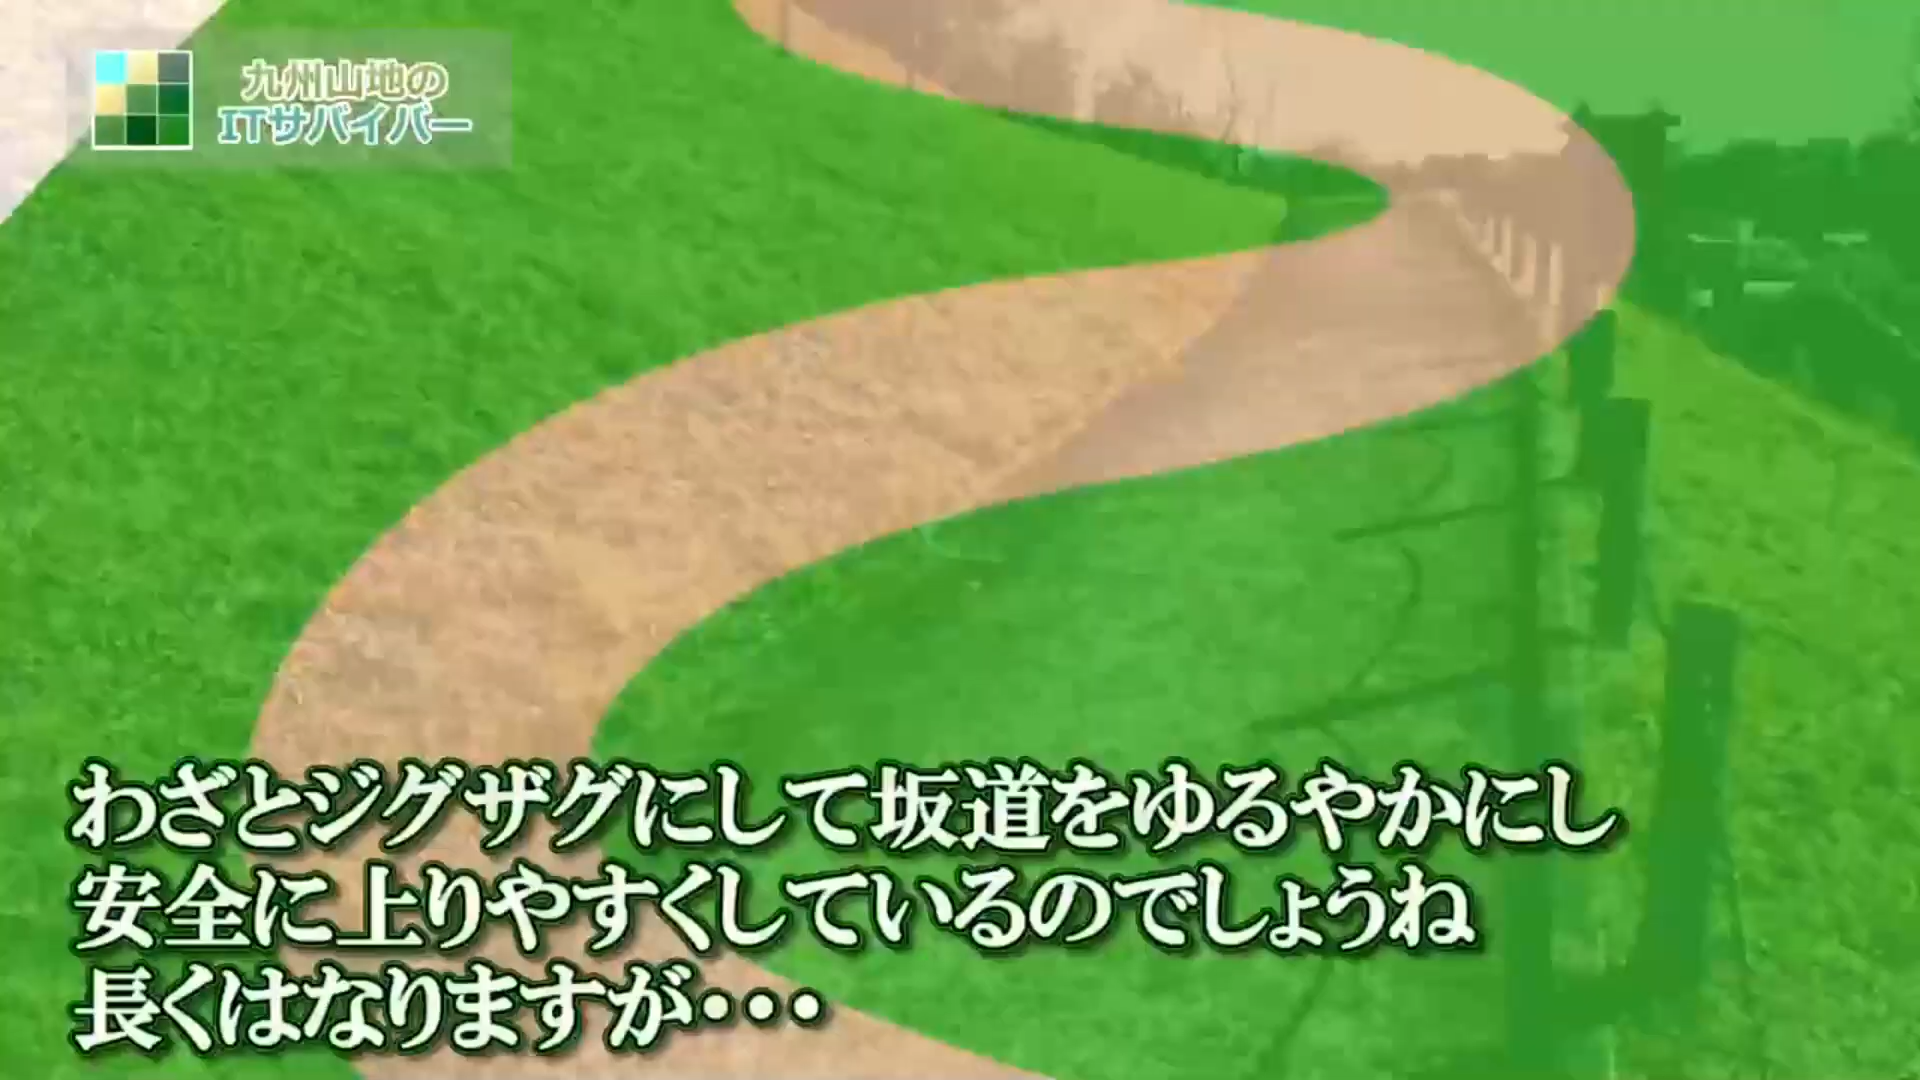 九州山地の
ITサバイバー
わざとジグザグにして坂道をゆるやかにし
安全に上りやすくしているのでしょうね
長くはなりますが・・・